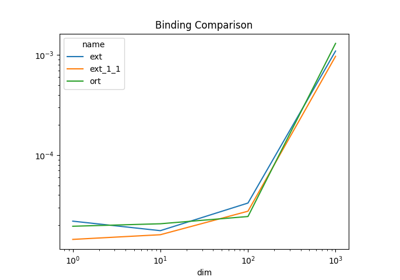 Binding Comparison
name
ext
ext_1_1
ort
10⁻³
10⁻⁴
10⁰ 10¹ 10² 10³
dim